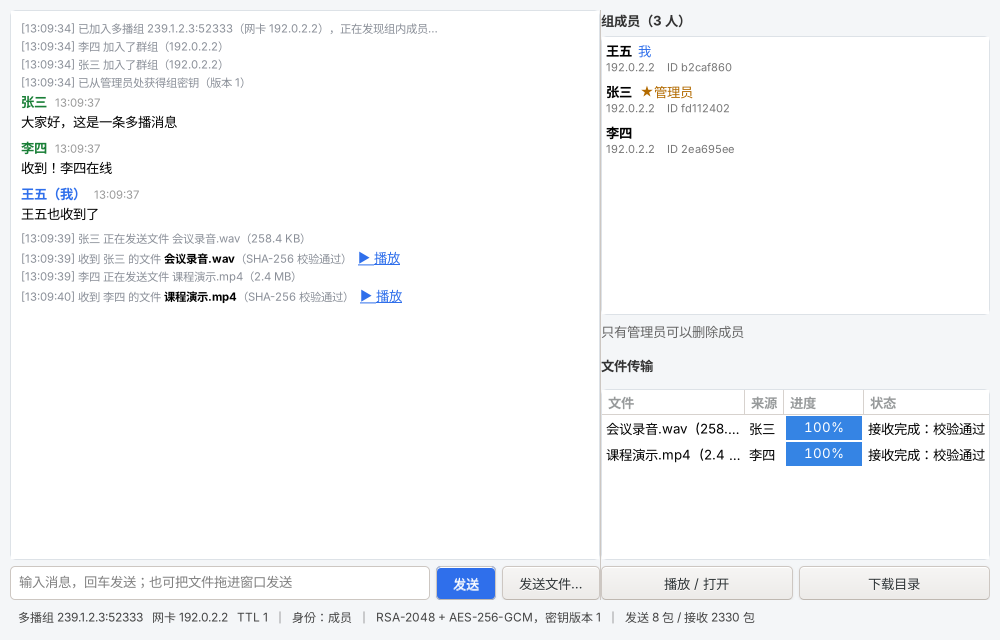 [13:09:34] 已加入多播组 239.1.2.3:52333（网卡 192.0.2.2），正在发现组内成员...
[13:09:34] 李四 加入了群组（192.0.2.2）
[13:09:34] 张三 加入了群组（192.0.2.2）
[13:09:34] 已从管理员处获得组密钥（版本 1）
张三 13:09:37
大家好，这是一条多播消息
李四 13:09:37
收到！李四在线
王五（我） 13:09:37
王五也收到了
[13:09:39] 张三 正在发送文件 会议录音.wav（258.4 KB）
[13:09:39] 收到 张三 的文件 会议录音.wav（SHA-256 校验通过） ▶ 播放
[13:09:39] 李四 正在发送文件 课程演示.mp4（2.4 MB）
[13:09:40] 收到 李四 的文件 课程演示.mp4（SHA-256 校验通过） ▶ 播放
组成员（3 人）
王五 我
192.0.2.2 ID b2caf860
张三 ★管理员
192.0.2.2 ID fd112402
李四
192.0.2.2 ID 2ea695ee
只有管理员可以删除成员
文件传输
文件 来源 进度 状态
会议录音.wav（258.... 张三 100% 接收完成：校验通过
课程演示.mp4（2.4 ... 李四 100% 接收完成：校验通过
输入消息，回车发送；也可把文件拖进窗口发送 发送 发送文件... 播放 / 打开 下载目录
多播组 239.1.2.3:52333 网卡 192.0.2.2 TTL 1 | 身份：成员 | RSA-2048 + AES-256-GCM，密钥版本 1 | 发送 8 包 / 接收 2330 包